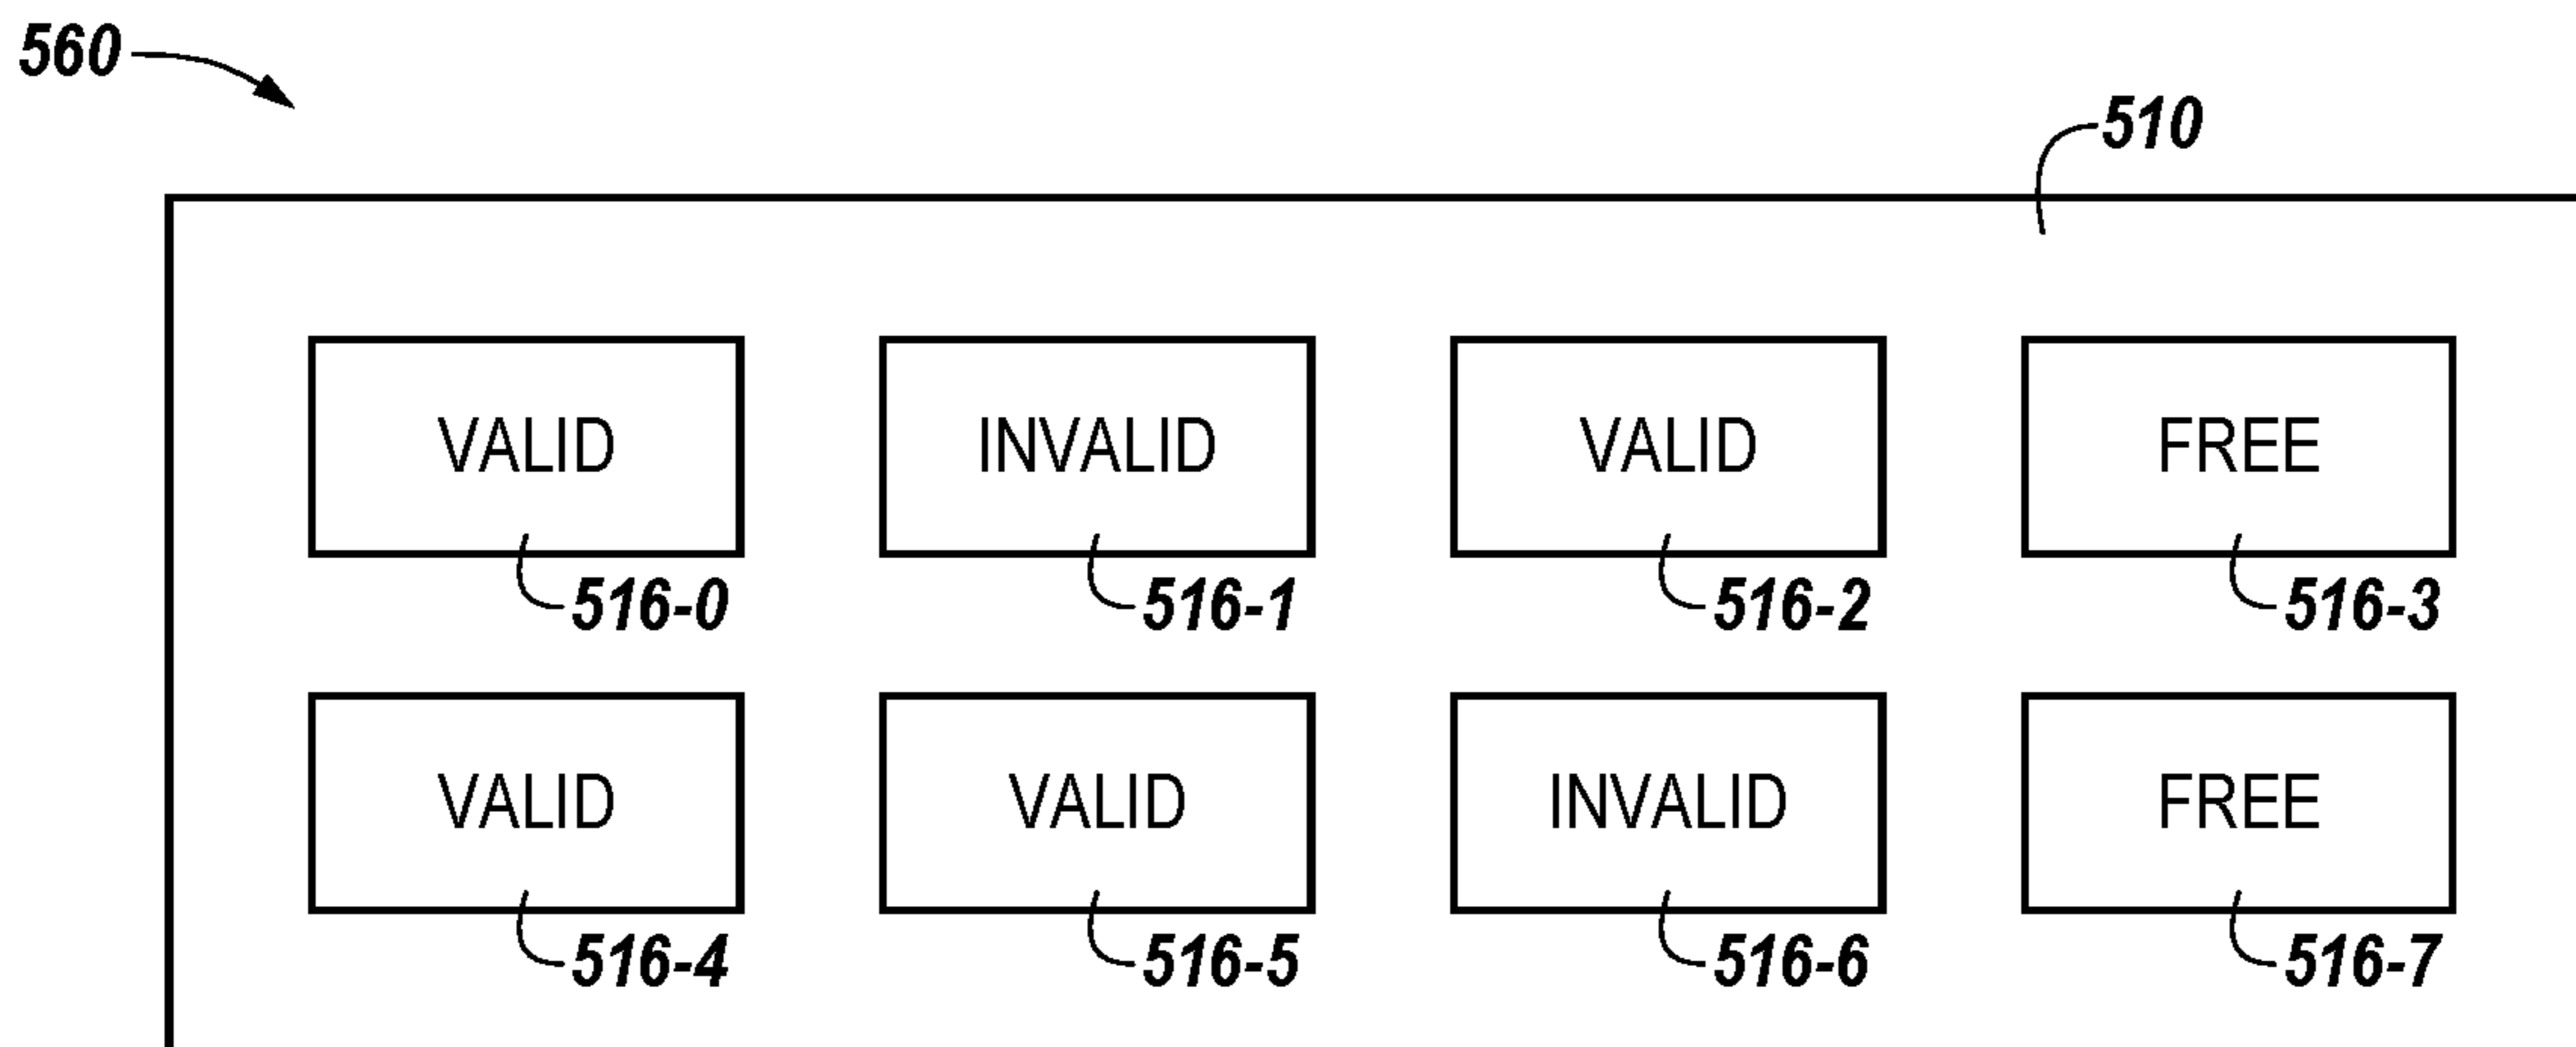 560
510
VALID INVALID VALID FREE
516-0 516-1 516-2 516-3
VALID VALID INVALID FREE
516-4 516-5 516-6 516-7